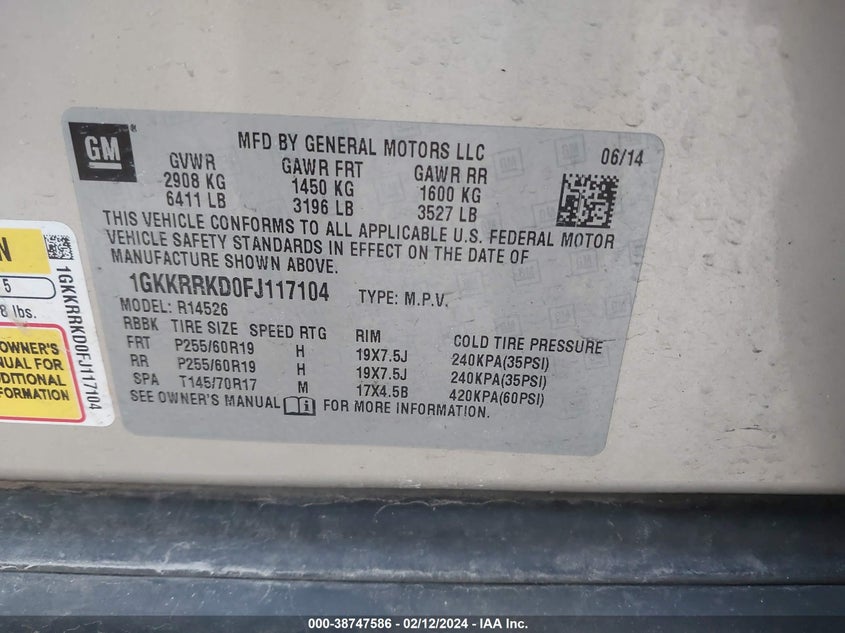 GM ®
MFD BY GENERAL MOTORS LLC 06/14
GVWR GAWR FRT GAWR RR
2908 KG 1450 KG 1600 KG
6411 LB 3196 LB 3527 LB
THIS VEHICLE CONFORMS TO ALL APPLICABLE U.S. FEDERAL MOTOR
VEHICLE SAFETY STANDARDS IN EFFECT ON THE DATE OF
MANUFACTURE SHOWN ABOVE.
1GKKRRKD0FJ117104 TYPE: M.P.V.
MODEL: R14526
RBBK TIRE SIZE SPEED RTG RIM COLD TIRE PRESSURE
FRT P255/60R19 H 19X7.5J 240KPA(35PSI)
RR P255/60R19 H 19X7.5J 240KPA(35PSI)
SPA T145/70R17 M 17X4.5B 420KPA(60PSI)
SEE OWNER'S MANUAL FOR MORE INFORMATION.
N
5
8 lbs.
OWNER'S
NUAL FOR
DDITIONAL
FORMATION
1GKKRRKD0FJ117104
000-38747586 - 02/12/2024 - IAA Inc.